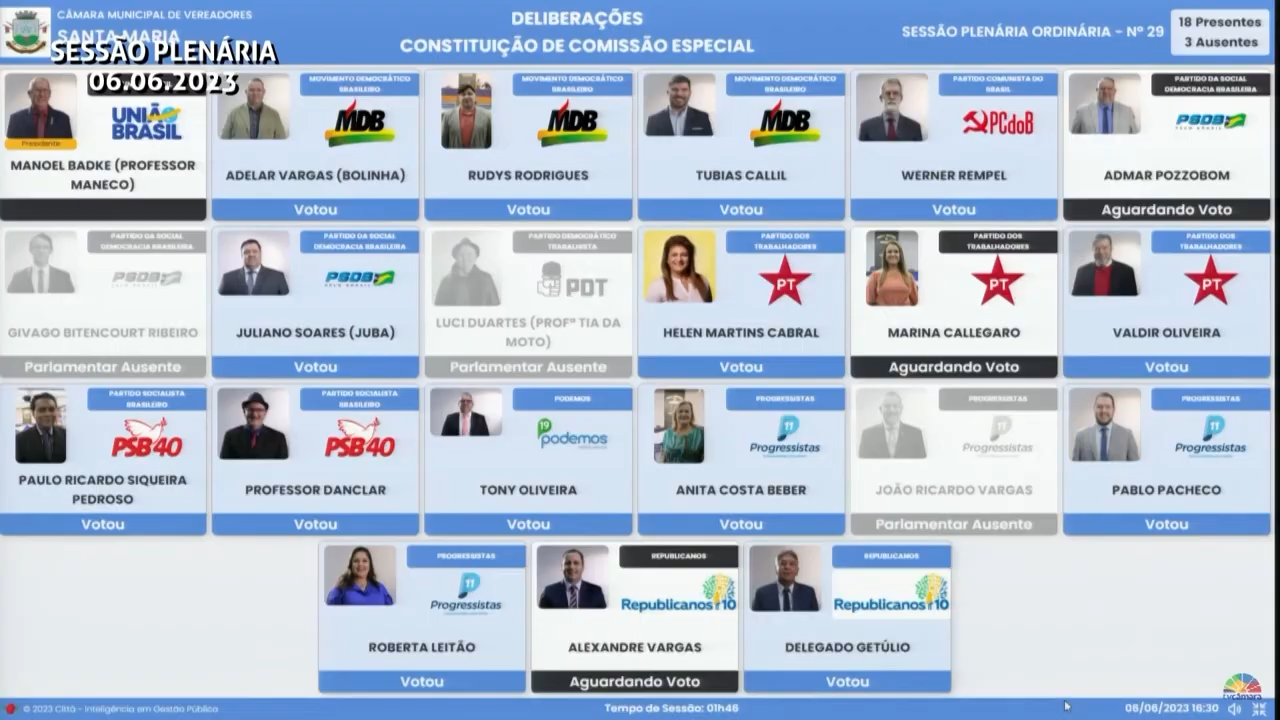 CÂMARA MUNICIPAL DE VEREADORES
SANTA MARIA
SESSÃO PLENÁRIA
06.06.2023
DELIBERAÇÕES
CONSTITUIÇÃO DE COMISSÃO ESPECIAL
SESSÃO PLENÁRIA ORDINÁRIA - Nº 29
18 Presentes
3 Ausentes
Presidente
UNIÃO
BRASIL
MANOEL BADKE (PROFESSOR
MANECO)
MOVIMENTO DEMOCRÁTICO
BRASILEIRO
MDB
ADELAR VARGAS (BOLINHA)
Votou
MOVIMENTO DEMOCRÁTICO
BRASILEIRO
MDB
RUDYS RODRIGUES
Votou
MOVIMENTO DEMOCRÁTICO
BRASILEIRO
MDB
TUBIAS CALLIL
Votou
PARTIDO COMUNISTA DO
BRASIL
PCdoB
WERNER REMPEL
Votou
PARTIDO DA SOCIAL
DEMOCRACIA BRASILEIRA
PSDB
ADMAR POZZOBOM
Aguardando Voto
PARTIDO DA SOCIAL
DEMOCRACIA BRASILEIRA
PSDB
GIVAGO BITENCOURT RIBEIRO
Parlamentar Ausente
PARTIDO DA SOCIAL
DEMOCRACIA BRASILEIRA
PSDB
JULIANO SOARES (JUBA)
Votou
PARTIDO DEMOCRÁTICO
TRABALHISTA
PDT
LUCI DUARTES (PROFª TIA DA
MOTO)
Parlamentar Ausente
PARTIDO DOS
TRABALHADORES
PT
HELEN MARTINS CABRAL
Votou
PARTIDO DOS
TRABALHADORES
PT
MARINA CALLEGARO
Aguardando Voto
PARTIDO DOS
TRABALHADORES
PT
VALDIR OLIVEIRA
Votou
PARTIDO SOCIALISTA
BRASILEIRO
PSB40
PAULO RICARDO SIQUEIRA
PEDROSO
Votou
PARTIDO SOCIALISTA
BRASILEIRO
PSB40
PROFESSOR DANCLAR
Votou
PODEMOS
19
podemos
TONY OLIVEIRA
Votou
PROGRESSISTAS
11
Progressistas
ANITA COSTA BEBER
Votou
PROGRESSISTAS
11
Progressistas
JOÃO RICARDO VARGAS
Parlamentar Ausente
PROGRESSISTAS
11
Progressistas
PABLO PACHECO
Votou
PROGRESSISTAS
11
Progressistas
ROBERTA LEITÃO
Votou
REPUBLICANOS
Republicanos 10
ALEXANDRE VARGAS
Aguardando Voto
REPUBLICANOS
Republicanos 10
DELEGADO GETÚLIO
Votou
tvcâmara
© 2023 Cittá - Inteligência em Gestão Pública
Tempo de Sessão: 01h46
06/06/2023 16:30